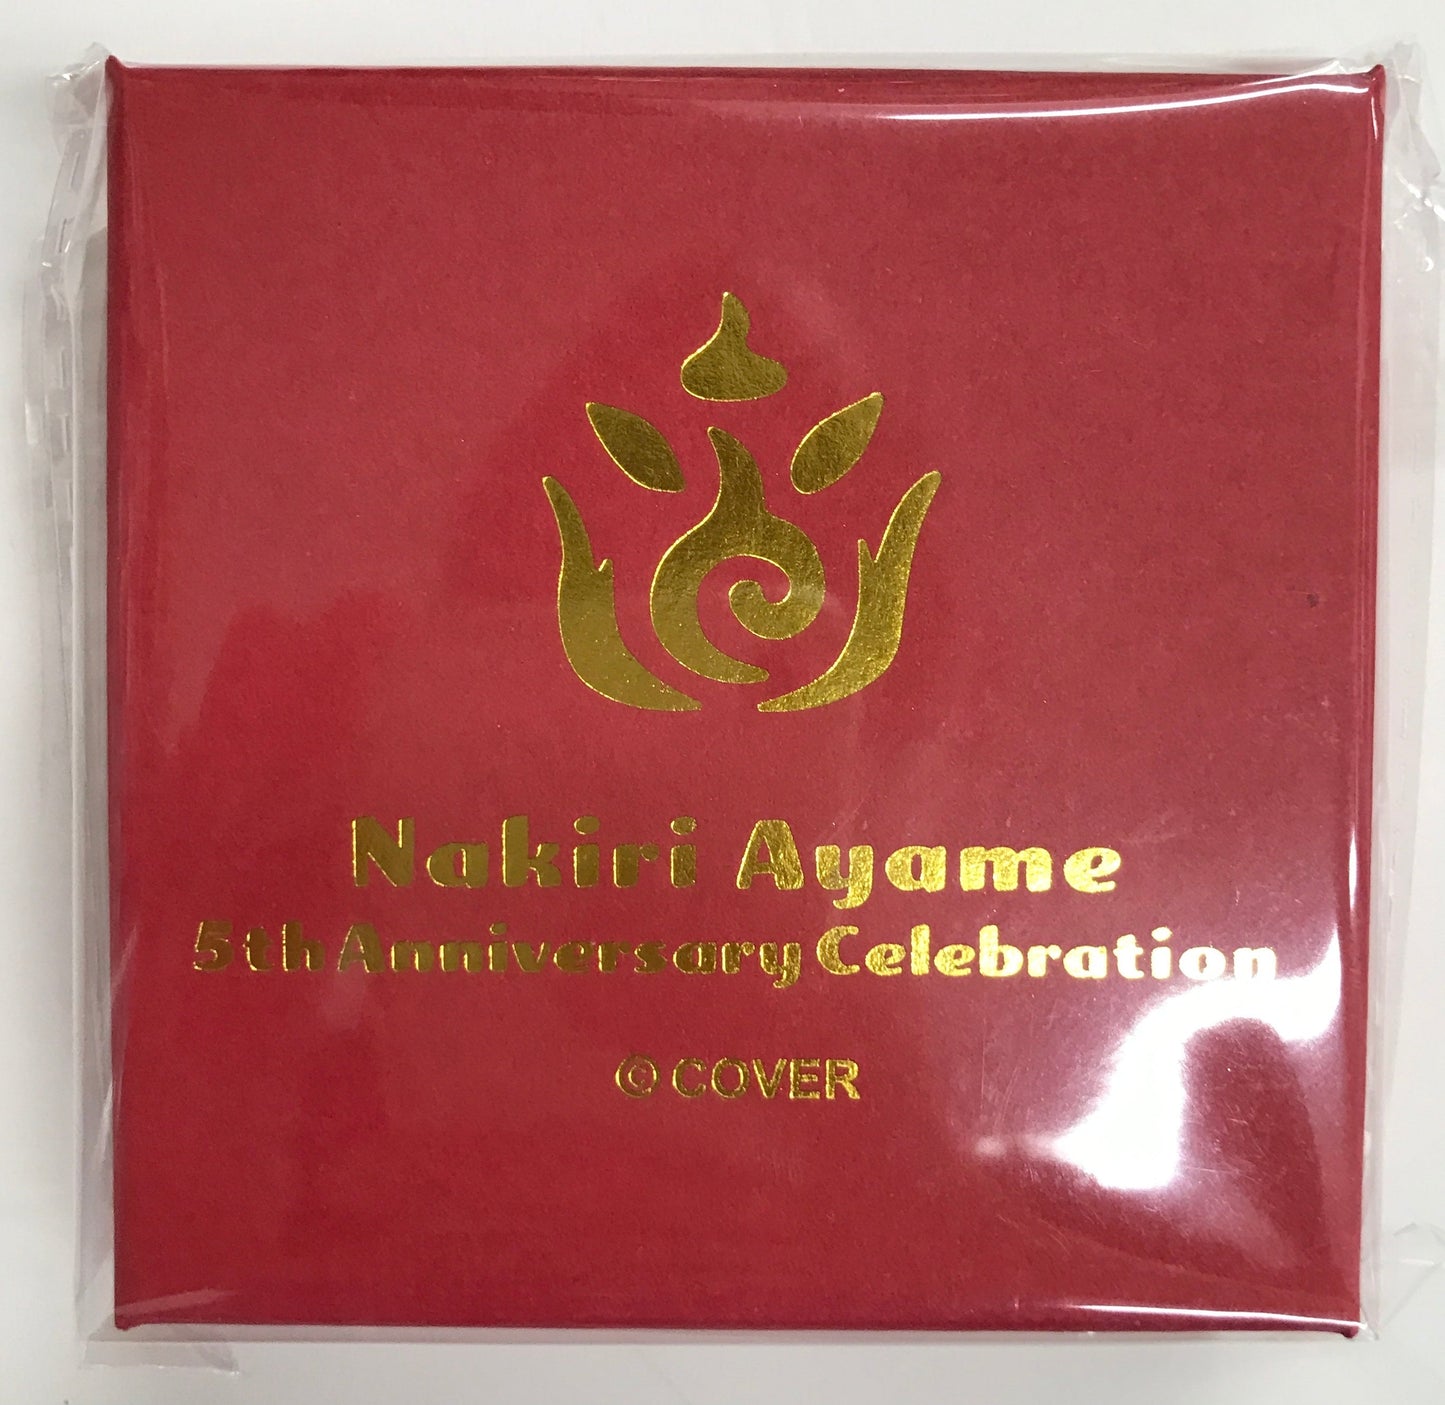 Nakiri Ayame
5th Anniversary Celebration
© COVER